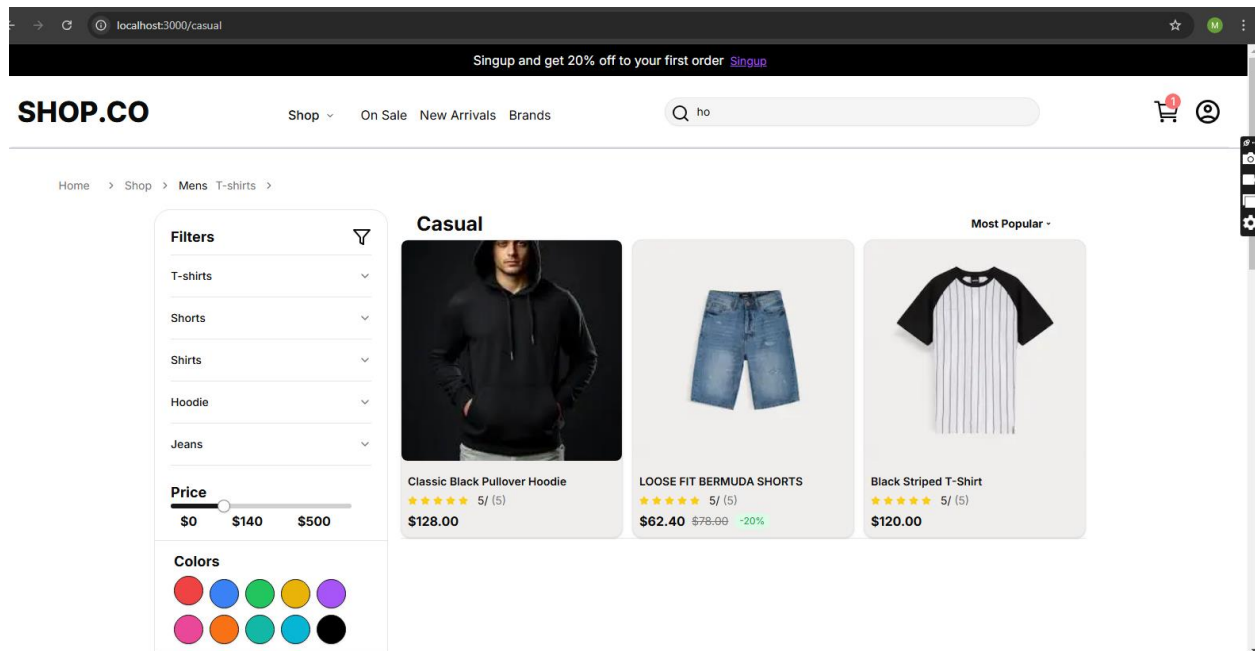 localhost:3000/casual
M
Singup and get 20% off to your first order Singup
SHOP.CO
Shop
On Sale
New Arrivals
Brands
ho
1
Home > Shop > Mens T-shirts >
Filters
T-shirts
Shorts
Shirts
Hoodie
Jeans
Price
$0 $140 $500
Colors
Casual
Most Popular
Classic Black Pullover Hoodie
5/ (5)
$128.00
LOOSE FIT BERMUDA SHORTS
5/ (5)
$62.40 $78.00 -20%
Black Striped T-Shirt
5/ (5)
$120.00